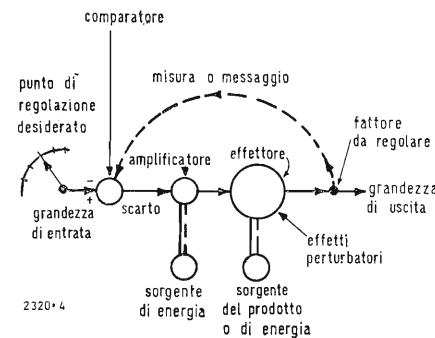 comparatore
misura o messaggio
punto di
regolazione
desiderato
fattore
da regolare
amplificatore
effettore
-
+
grandezza
di entrata
scarto
grandezza
di uscita
effetti
perturbatori
sorgente
di energia
sorgente
del prodotto
o di energia
2320•4